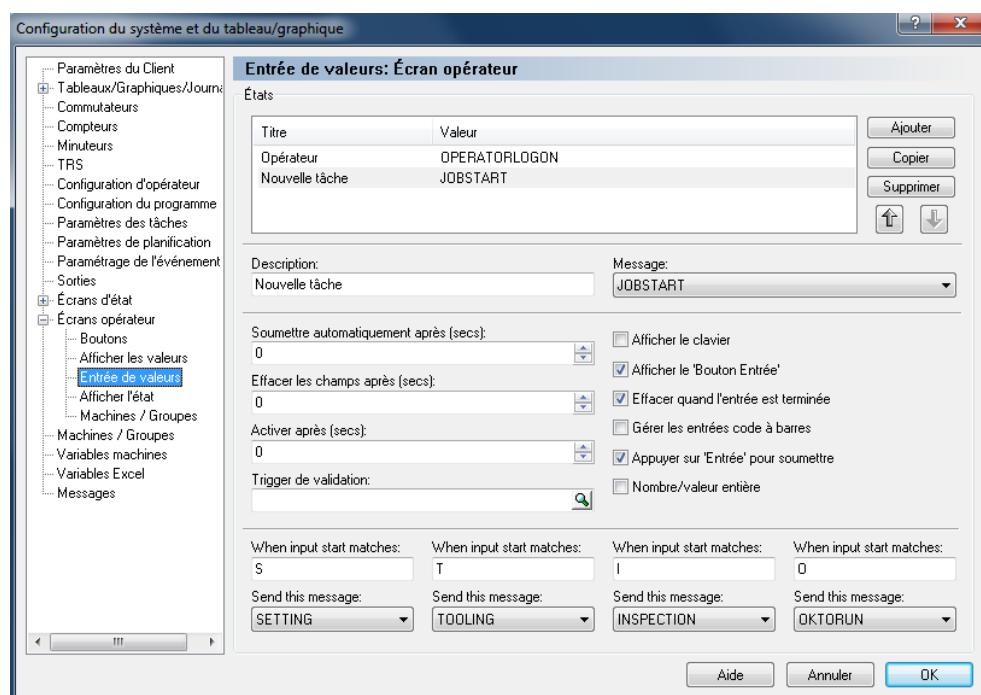 Configuration du système et du tableau/graphique
Paramètres du Client
Tableaux/Graphiques/Journa
Commutateurs
Compteurs
Minuteurs
TRS
Configuration d'opérateur
Configuration du programme
Paramètres des tâches
Paramètres de planification
Paramétrage de l'événement
Sorties
Écrans d'état
Écrans opérateur
Boutons
Afficher les valeurs
Entrée de valeurs
Afficher l'état
Machines / Groupes
Machines / Groupes
Variables machines
Variables Excel
Messages
Entrée de valeurs: Écran opérateur
États
Titre Valeur
Opérateur OPERATORLOGON
Nouvelle tâche JOBSTART
Ajouter
Copier
Supprimer
Description: Message:
Nouvelle tâche JOBSTART
Soumettre automatiquement après (secs):
0
Effacer les champs après (secs):
0
Activer après (secs):
0
Trigger de validation:
Afficher le clavier
Afficher le 'Bouton Entrée'
Effacer quand l'entrée est terminée
Gérer les entrées code à barres
Appuyer sur 'Entrée' pour soumettre
Nombre/valeur entière
When input start matches: When input start matches: When input start matches: When input start matches:
S T I O
Send this message: Send this message: Send this message: Send this message:
SETTING TOOLING INSPECTION OKTORUN
Aide Annuler OK